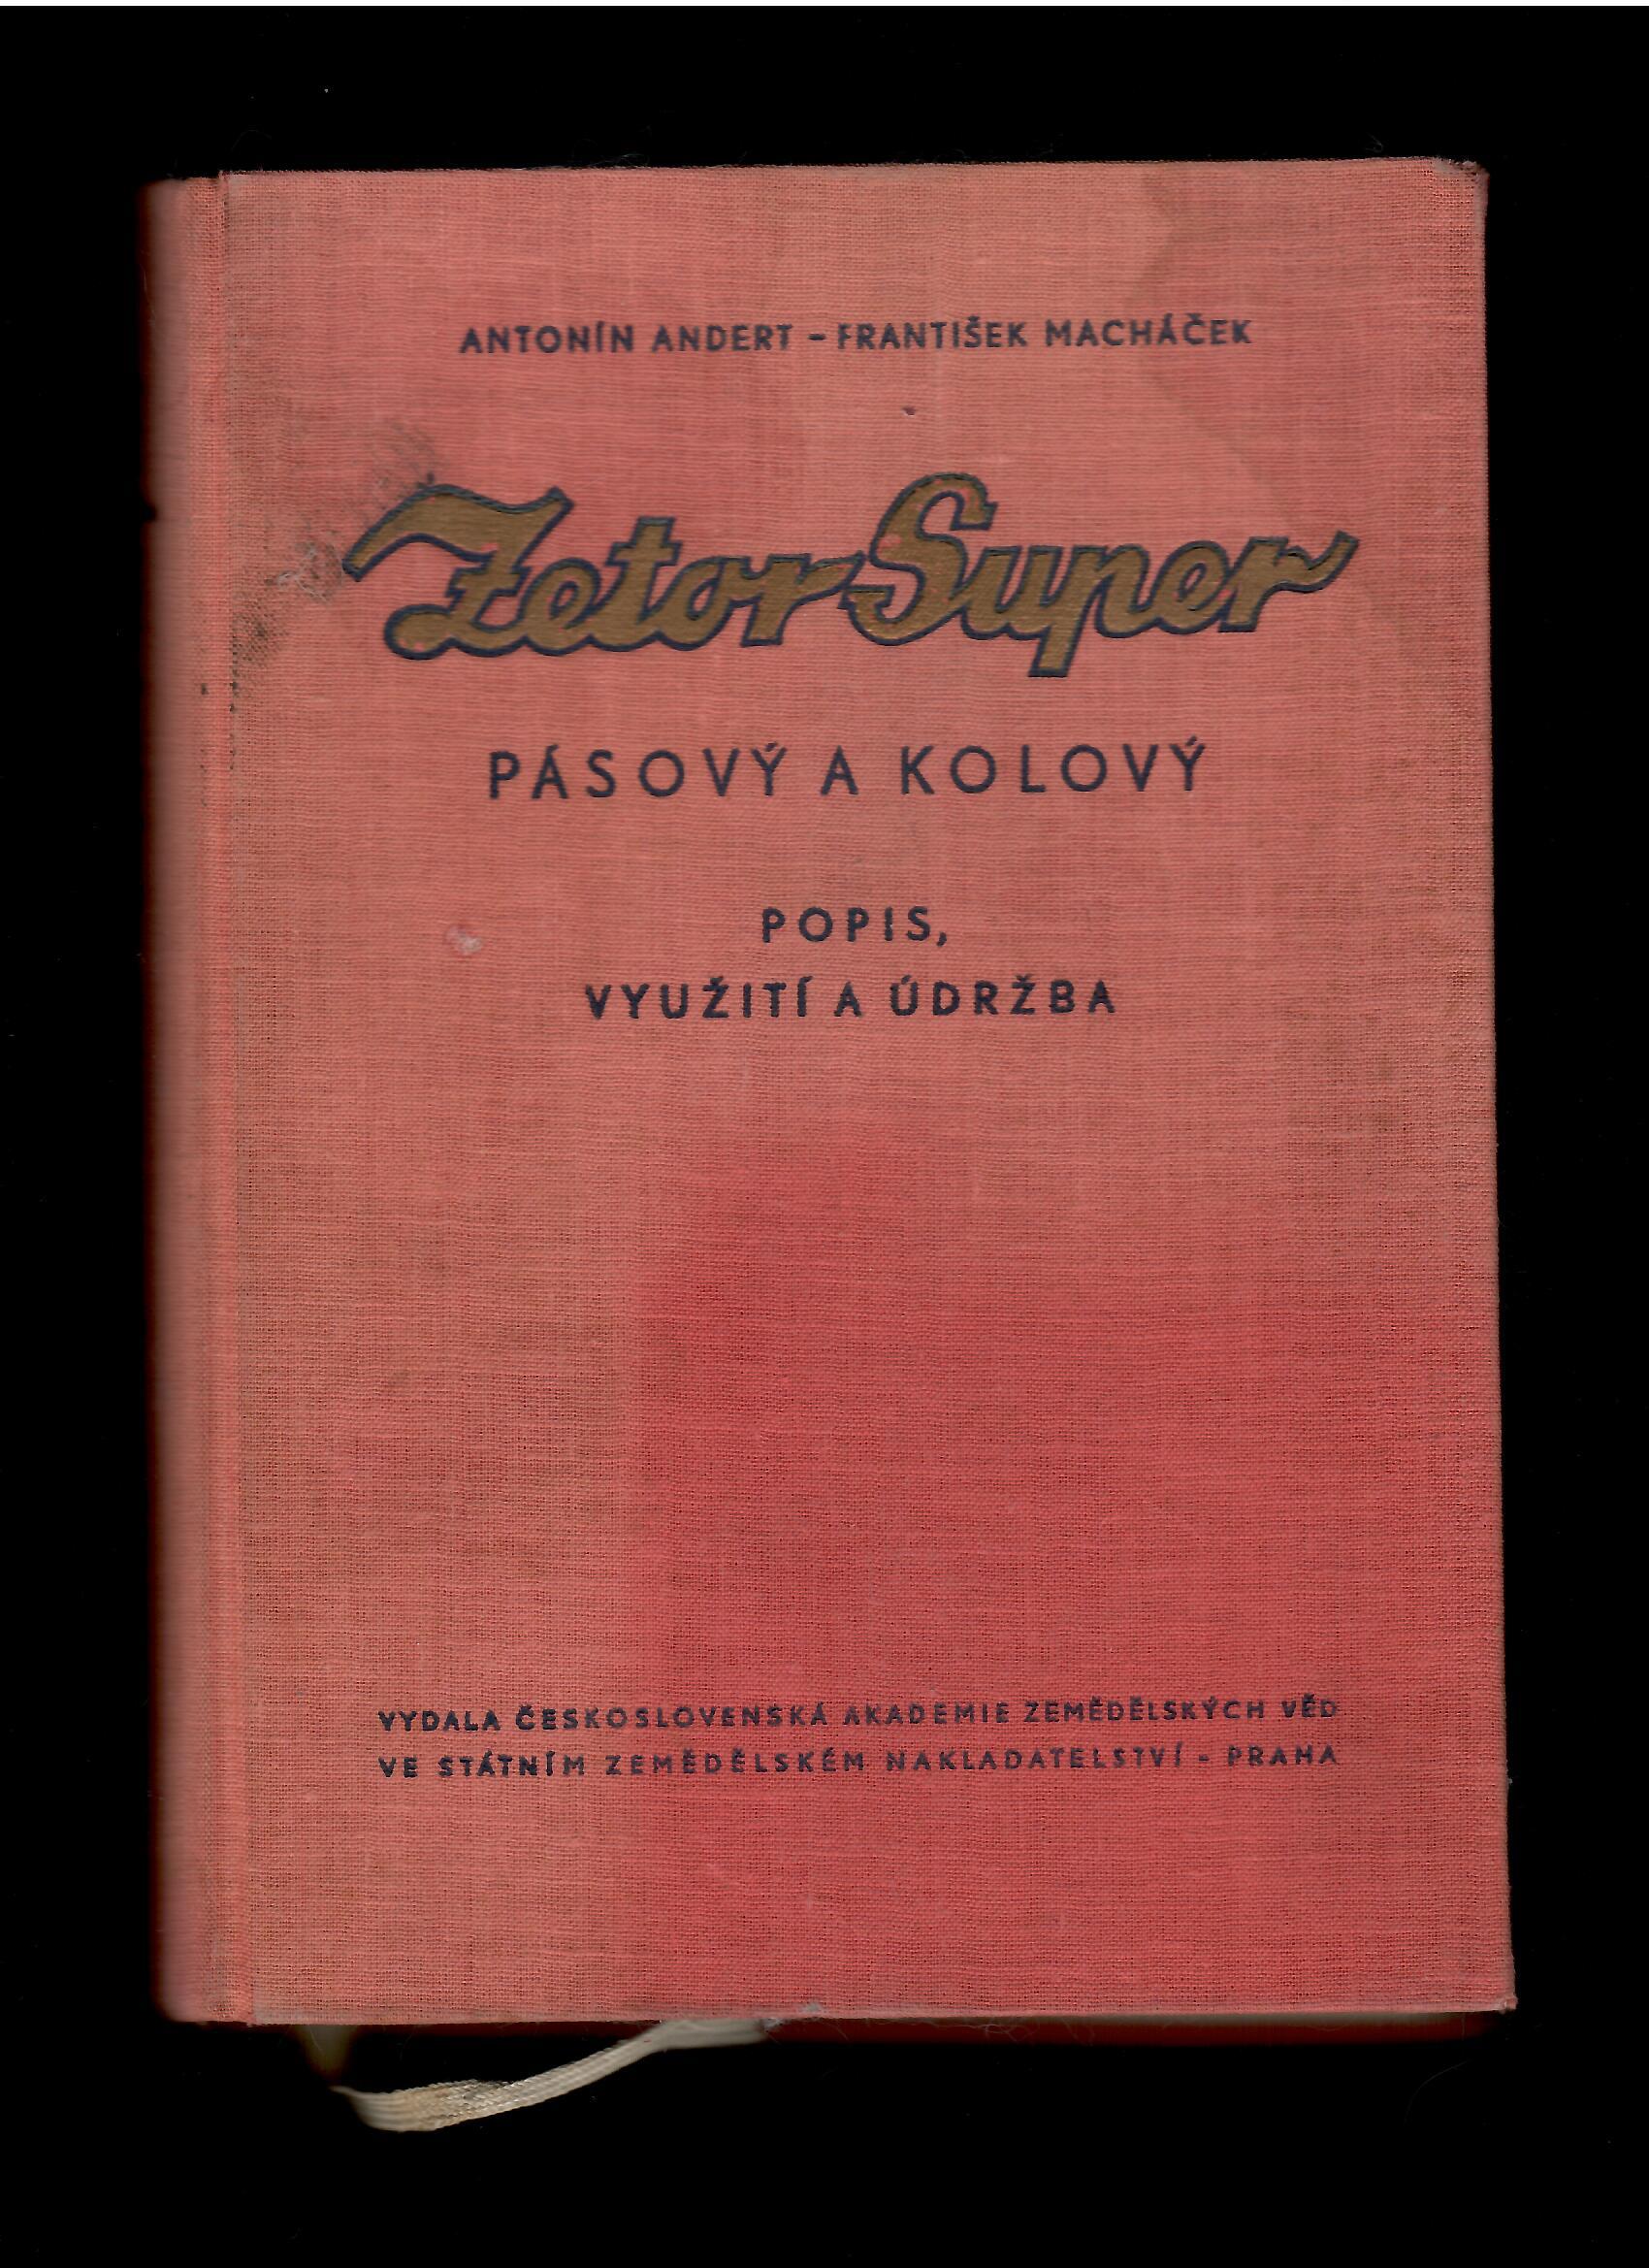 ANTONÍN ANDERT – FRANTIŠEK MACHÁČEK
Zetor Super
PÁSOVÝ A KOLOVÝ
POPIS,
VYUŽITÍ A ÚDRŽBA
VYDALA ČESKOSLOVENSKÁ AKADEMIE ZEMĚDĚLSKÝCH VĚD
VE STÁTNÍM ZEMĚDĚLSKÉM NAKLADATELSTVÍ – PRAHA